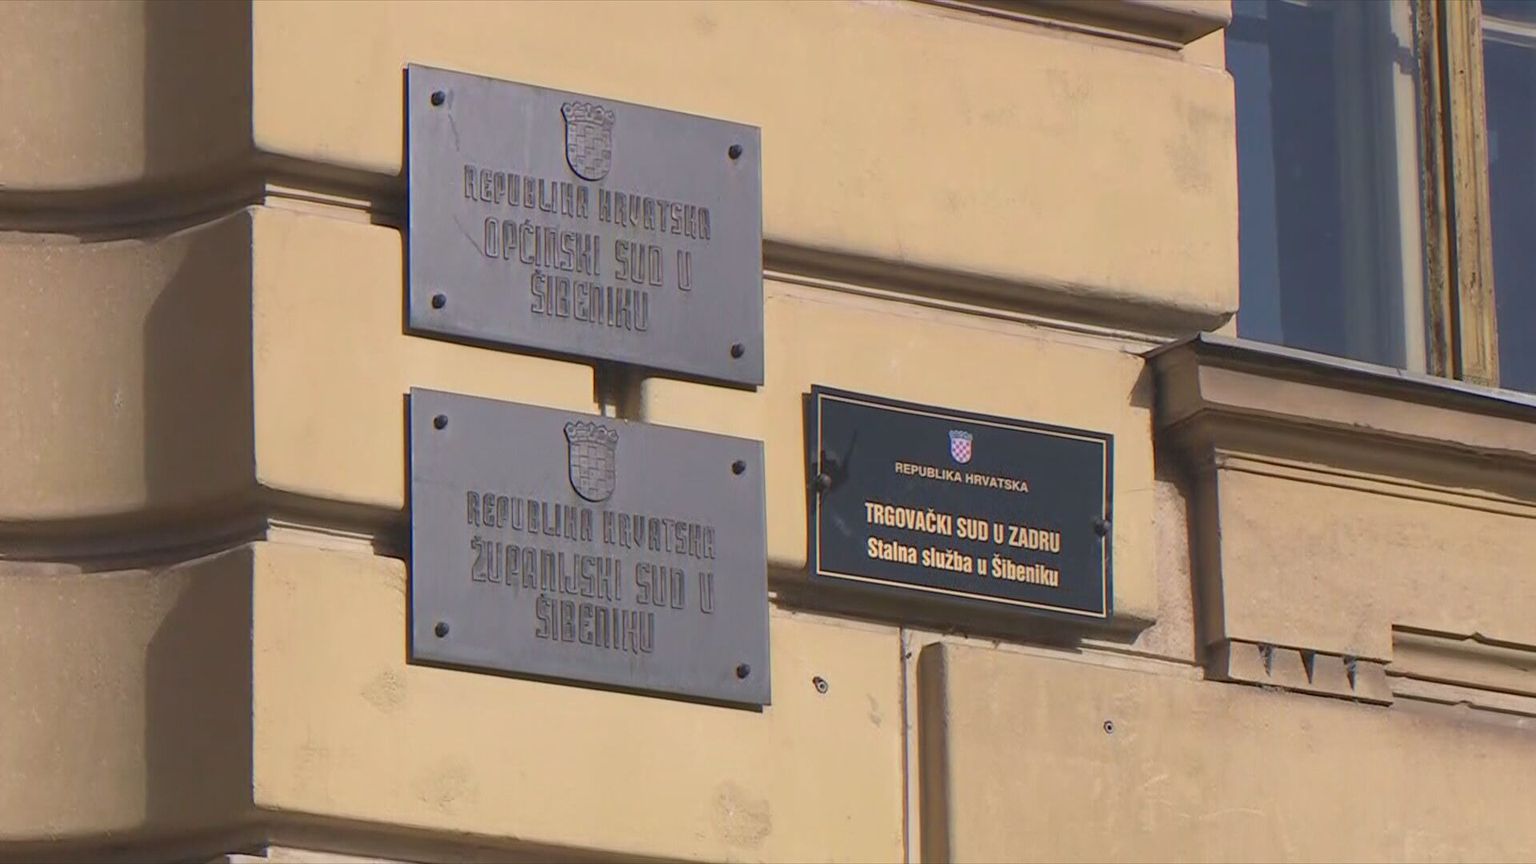 REPUBLIKA HRVATSKA
OPĆINSKI SUD U
ŠIBENIKU
REPUBLIKA HRVATSKA
ŽUPANIJSKI SUD U
ŠIBENIKU
REPUBLIKA HRVATSKA
TRGOVAČKI SUD U ZADRU
Stalna služba u Šibeniku